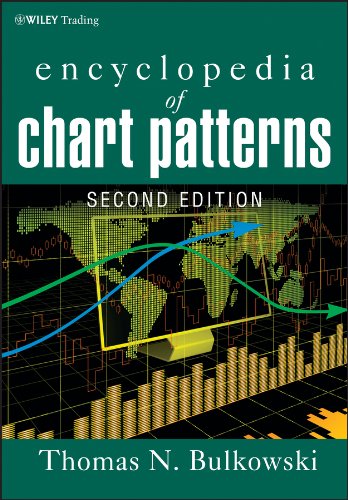 WILEY Trading
encyclopedia
of
chart patterns
SECOND EDITION
Thomas N. Bulkowski